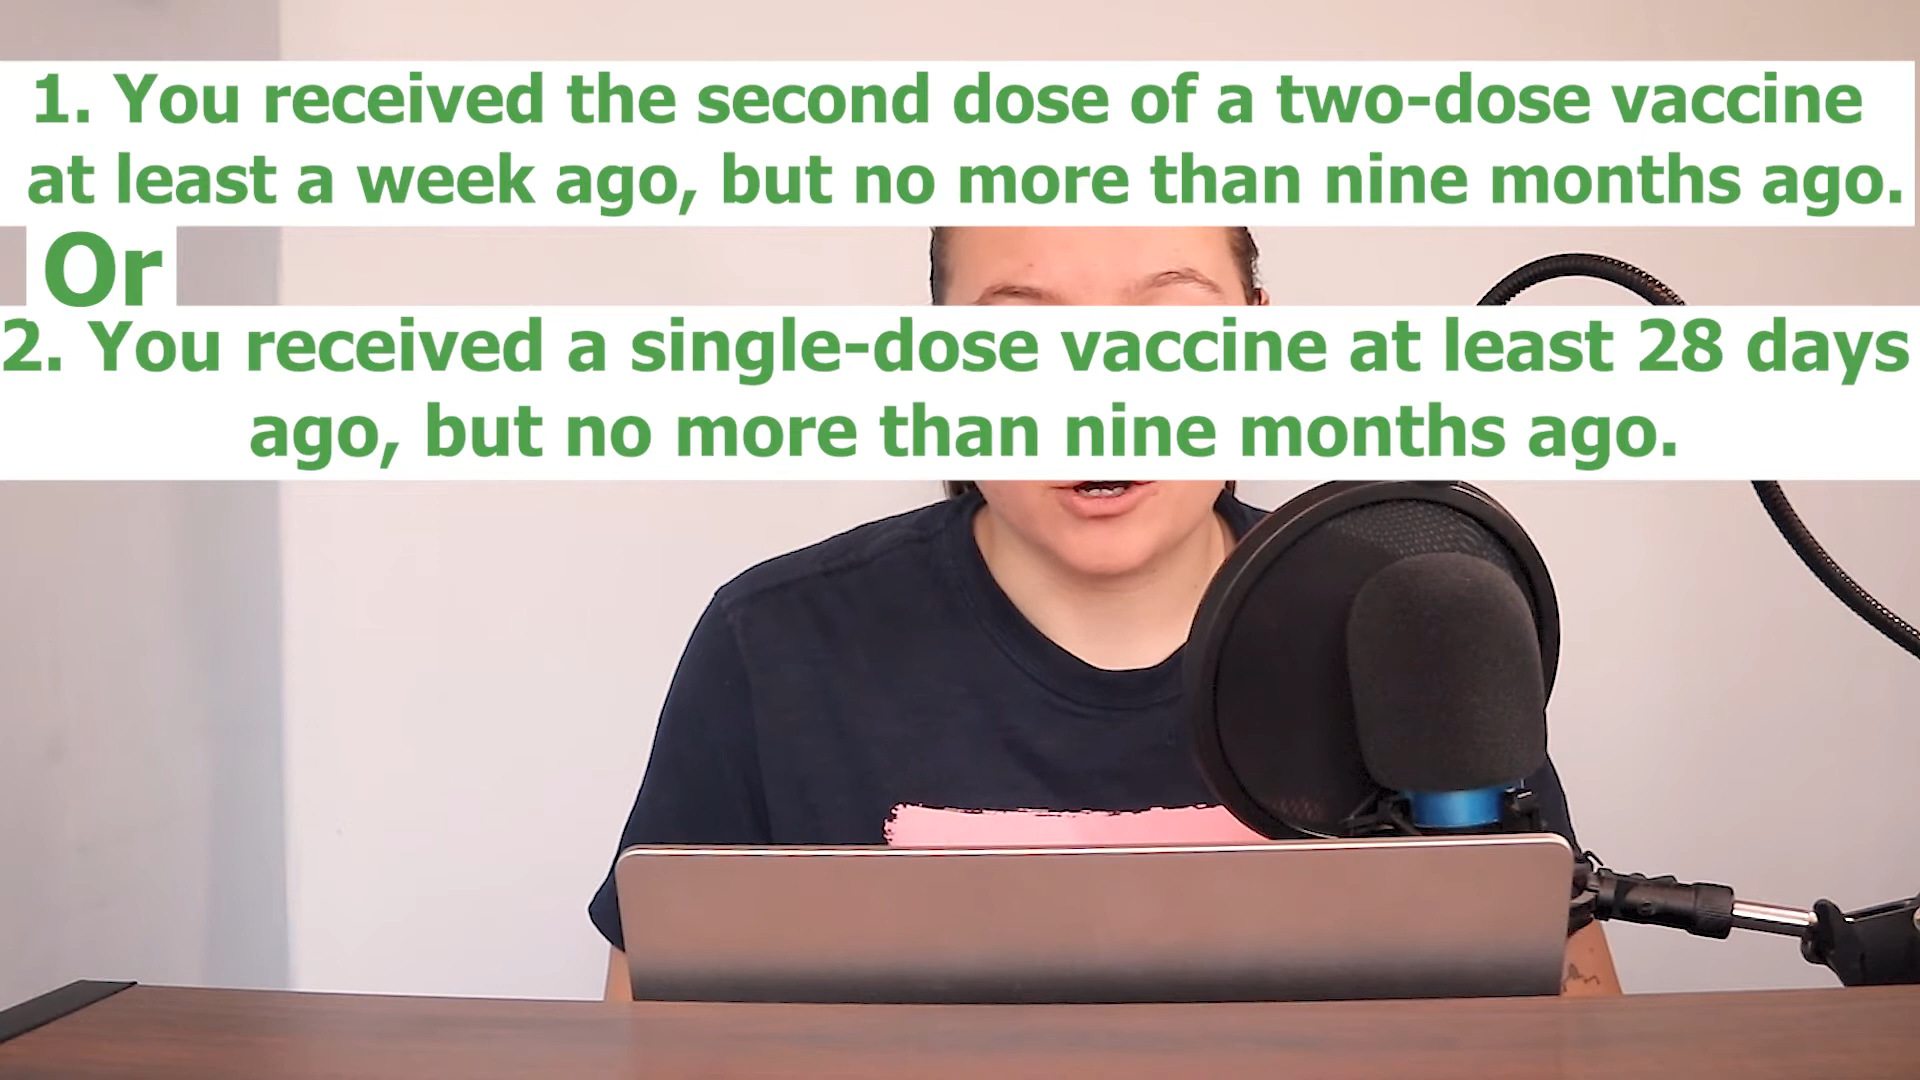 1. You received the second dose of a two-dose vaccine
at least a week ago, but no more than nine months ago.
Or
2. You received a single-dose vaccine at least 28 days
ago, but no more than nine months ago.